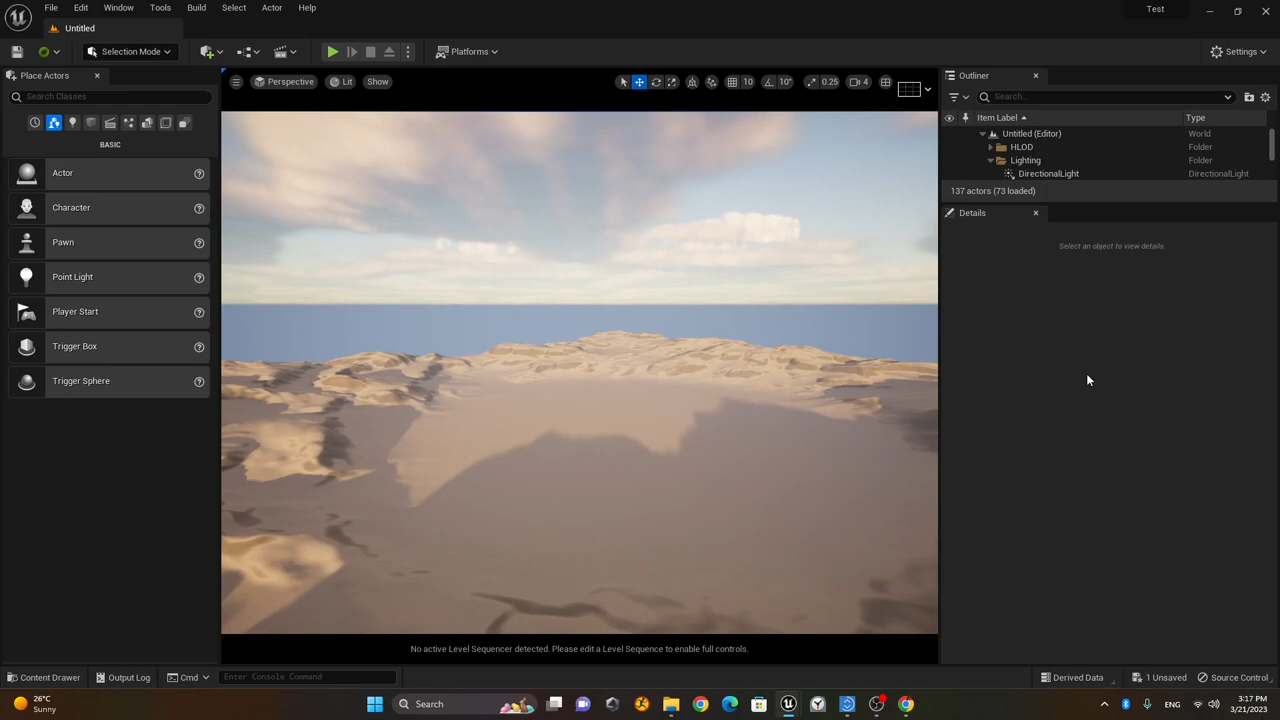 File Edit Window Tools Build Select Actor Help
Test
Untitled
Selection Mode
Platforms
Settings
Place Actors
Search Classes
BASIC
Actor
Character
Pawn
Point Light
Player Start
Trigger Box
Trigger Sphere
Perspective Lit Show
10 10° 0.25 4
No active Level Sequencer detected. Please edit a Level Sequence to enable full controls.
Outliner
Search...
Item Label Type
Untitled (Editor) World
HLOD Folder
Lighting Folder
DirectionalLight DirectionalLight
137 actors (73 loaded)
Details
Select an object to view details.
Content Drawer Output Log Cmd Enter Console Command
Derived Data 1 Unsaved Source Control
26°C
Sunny
Search
ENG
3:17 PM
3/21/2023